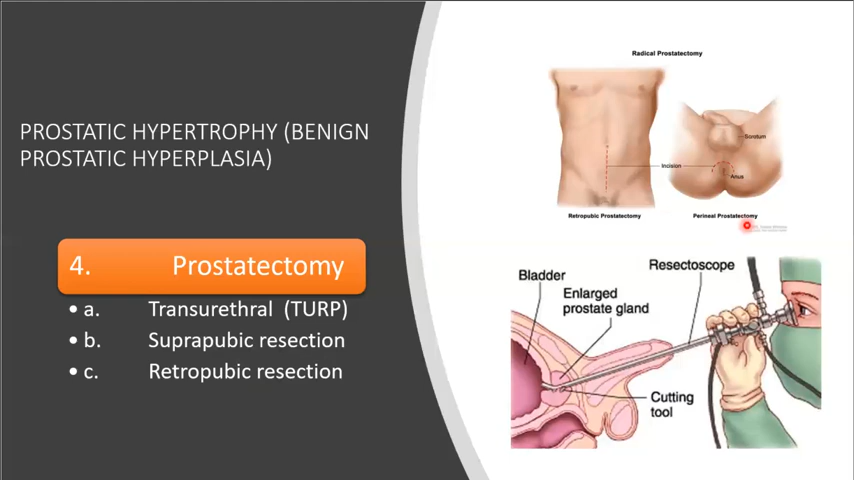 PROSTATIC HYPERTROPHY (BENIGN
PROSTATIC HYPERPLASIA)
4. Prostatectomy
• a. Transurethral (TURP)
• b. Suprapubic resection
• c. Retropubic resection
Radical Prostatectomy
Scrotum
Incision
Anus
Retropubic Prostatectomy
Perineal Prostatectomy
Bladder
Resectoscope
Enlarged
prostate gland
Cutting
tool